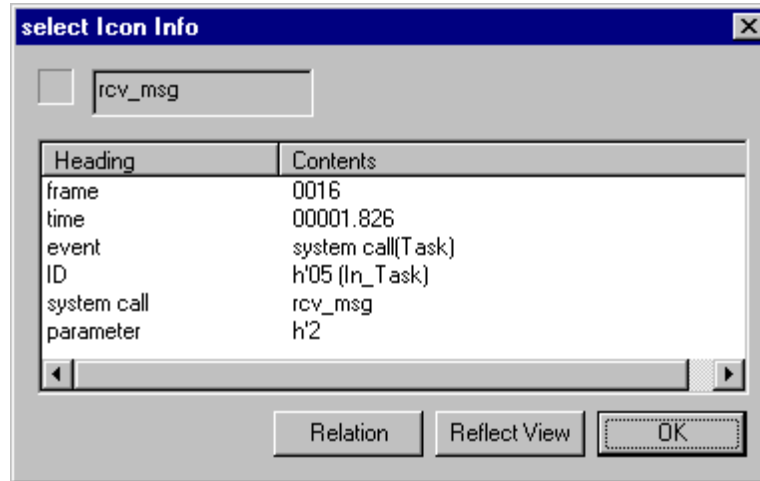 select Icon Info
rcv_msg
Heading Contents
frame 0016
time 00001.826
event system call(Task)
ID h'05 (In_Task)
system call rcv_msg
parameter h'2
Relation Reflect View OK